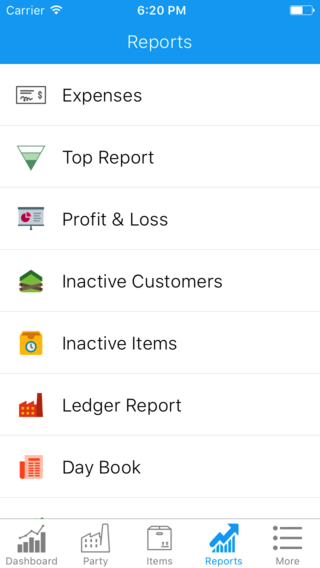 Carrier 6:20 PM
Reports
$ Expenses
Top Report
Profit & Loss
Inactive Customers
Inactive Items
Ledger Report
Day Book
Dashboard Party Items Reports More